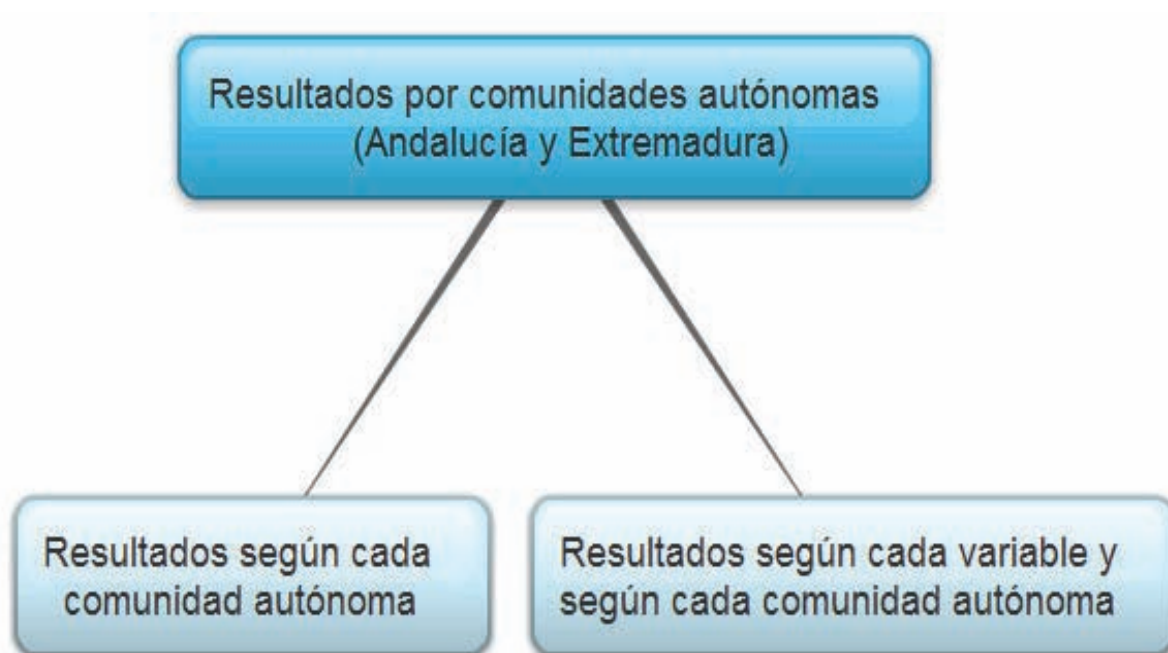 Resultados por comunidades autónomas
(Andalucía y Extremadura)
Resultados según cada
comunidad autónoma
Resultados según cada variable y
según cada comunidad autónoma